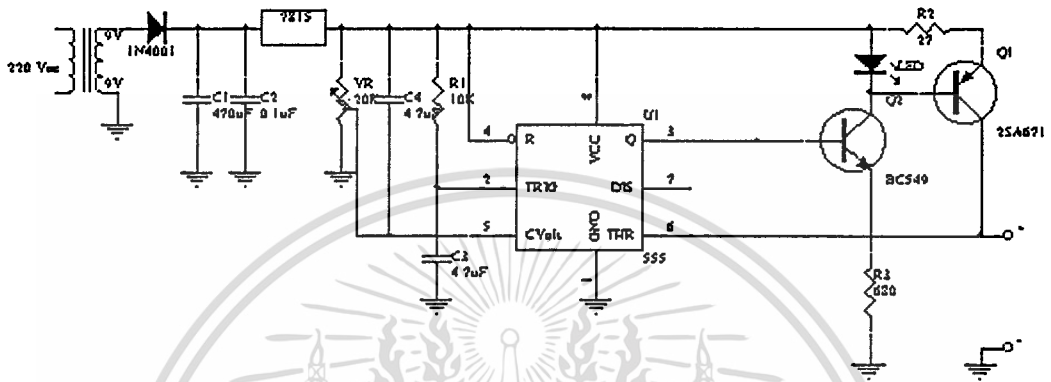 220 Vac
9V
9V
1N4001
C1
470uF
C2
0.1uF
7815
VR
20K
C4
4.7uF
R1
10K
C3
4.7uF
4
R
2
TRIG
5
CVolt
8
VCC
GND
1
U1
Q
3
DIS
7
THR
6
555
R2
27
LED
Q1
2SA671
Q2
BC549
R3
680